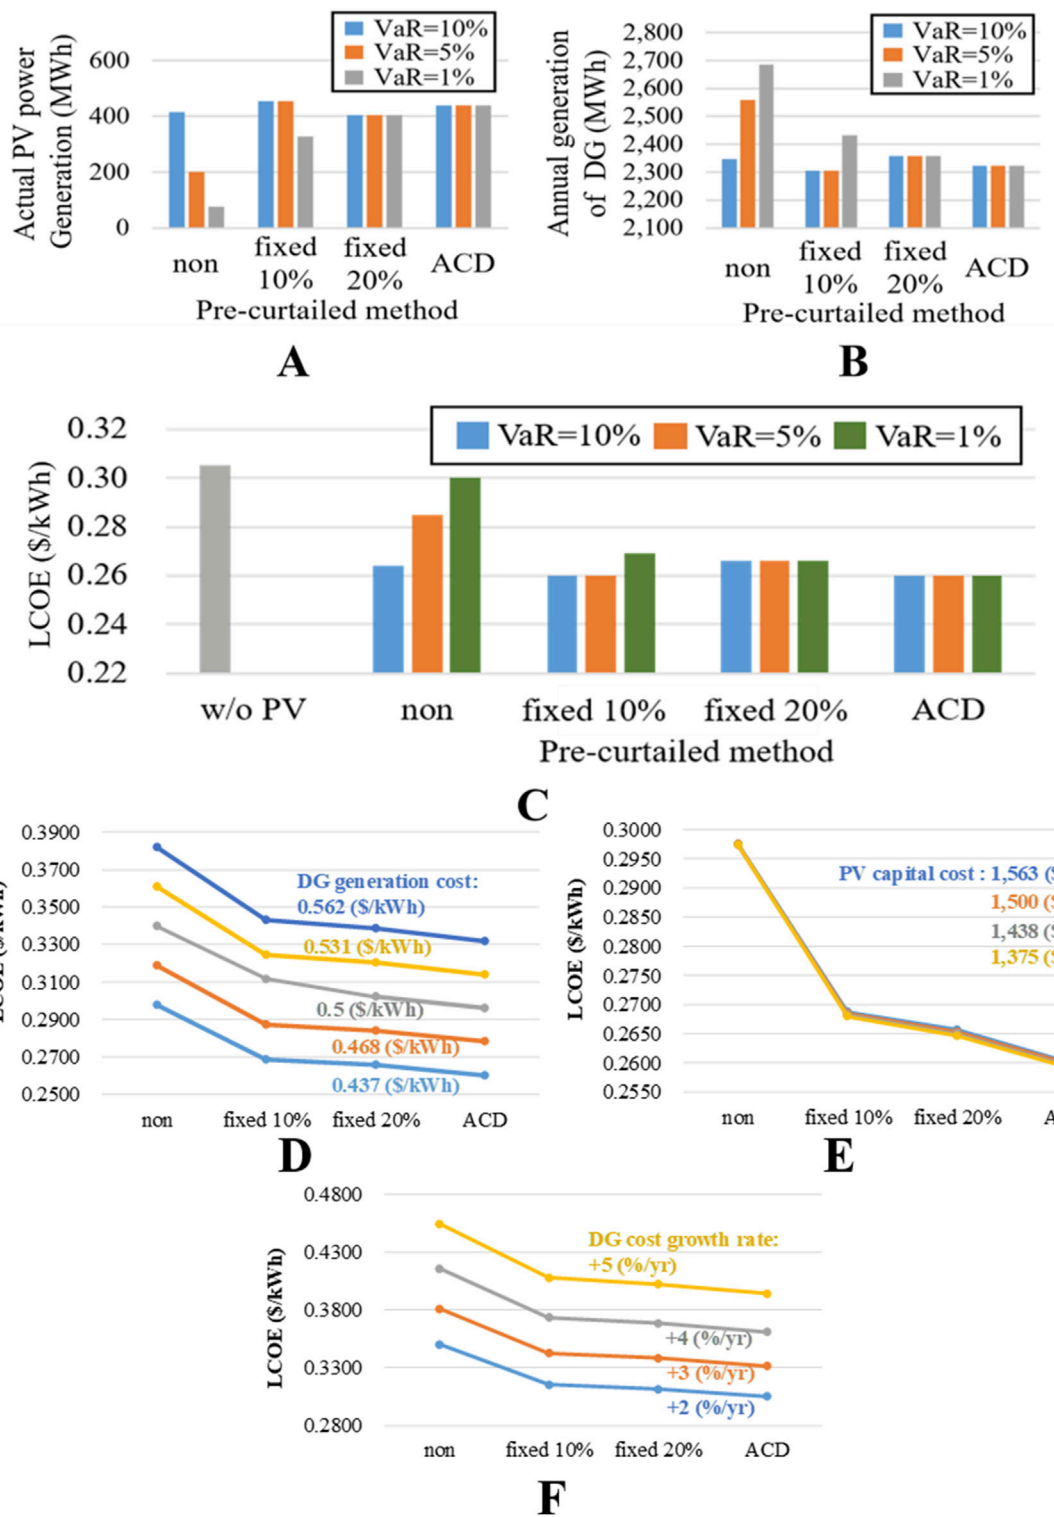 Actual PV power
Generation (MWh)
600
400
200
0
VaR=10%
VaR=5%
VaR=1%
non
fixed
10%
fixed
20%
ACD
Pre-curtailed method
A
Annual generation
of DG (MWh)
2,800
2,700
2,600
2,500
2,400
2,300
2,200
2,100
VaR=10%
VaR=5%
VaR=1%
non
fixed
10%
fixed
20%
ACD
Pre-curtailed method
B
LCOE ($/kWh)
0.32
0.30
0.28
0.26
0.24
0.22
VaR=10% VaR=5% VaR=1%
w/o PV non fixed 10% fixed 20% ACD
Pre-curtailed method
C
LCOE ($/kWh)
0.3900
0.3700
0.3500
0.3300
0.3100
0.2900
0.2700
0.2500
DG generation cost:
0.562 ($/kWh)
0.531 ($/kWh)
0.5 ($/kWh)
0.468 ($/kWh)
0.437 ($/kWh)
non fixed 10% fixed 20% ACD
D
LCOE ($/kWh)
0.3000
0.2950
0.2900
0.2850
0.2800
0.2750
0.2700
0.2650
0.2600
0.2550
PV capital cost : 1,563 ($
1,500 ($
1,438 ($
1,375 ($
non fixed 10% fixed 20% A
E
LCOE ($/kWh)
0.4800
0.4300
0.3800
0.3300
0.2800
DG cost growth rate:
+5 (%/yr)
+4 (%/yr)
+3 (%/yr)
+2 (%/yr)
non fixed 10% fixed 20% ACD
F